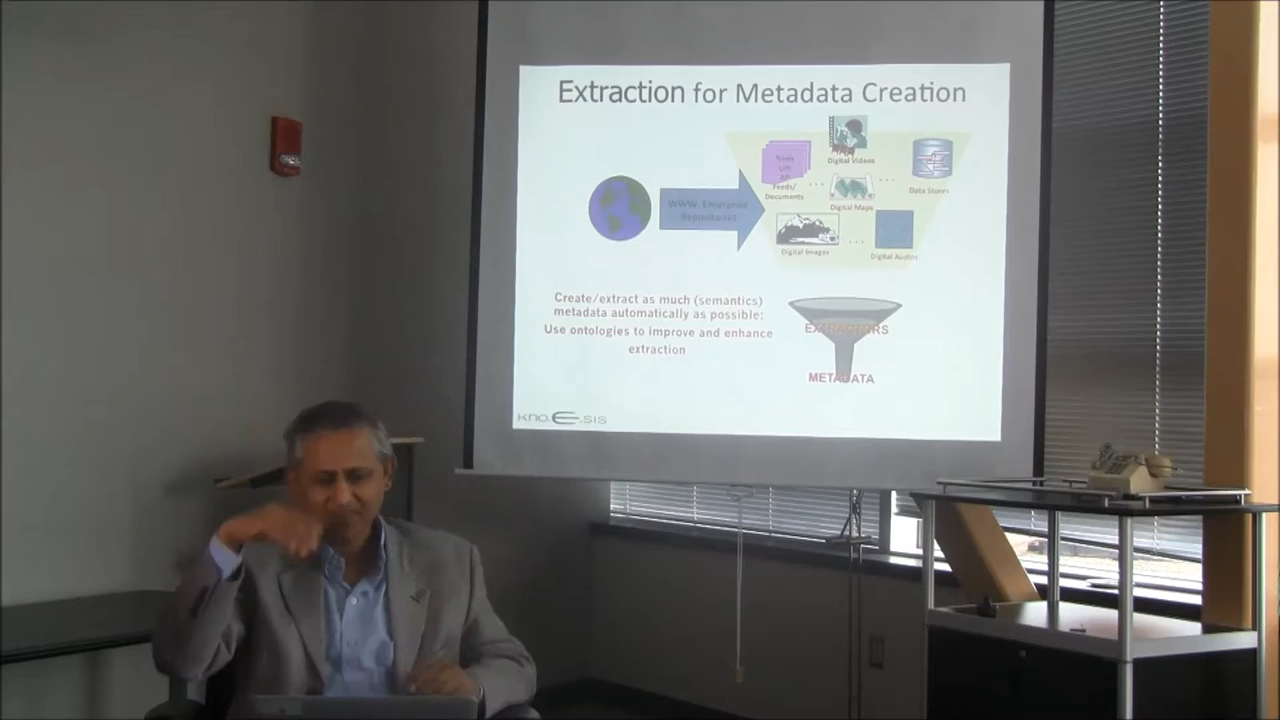 Extraction for Metadata Creation
Digital Videos
Feeds/
Documents
Data Stores
WWW, Enterprise
Repositories
Digital Maps
Digital Images
Digital Audios
Create/extract as much (semantics)
metadata automatically as possible:
Use ontologies to improve and enhance
extraction
EXTRACTORS
METADATA
kno.E.sis